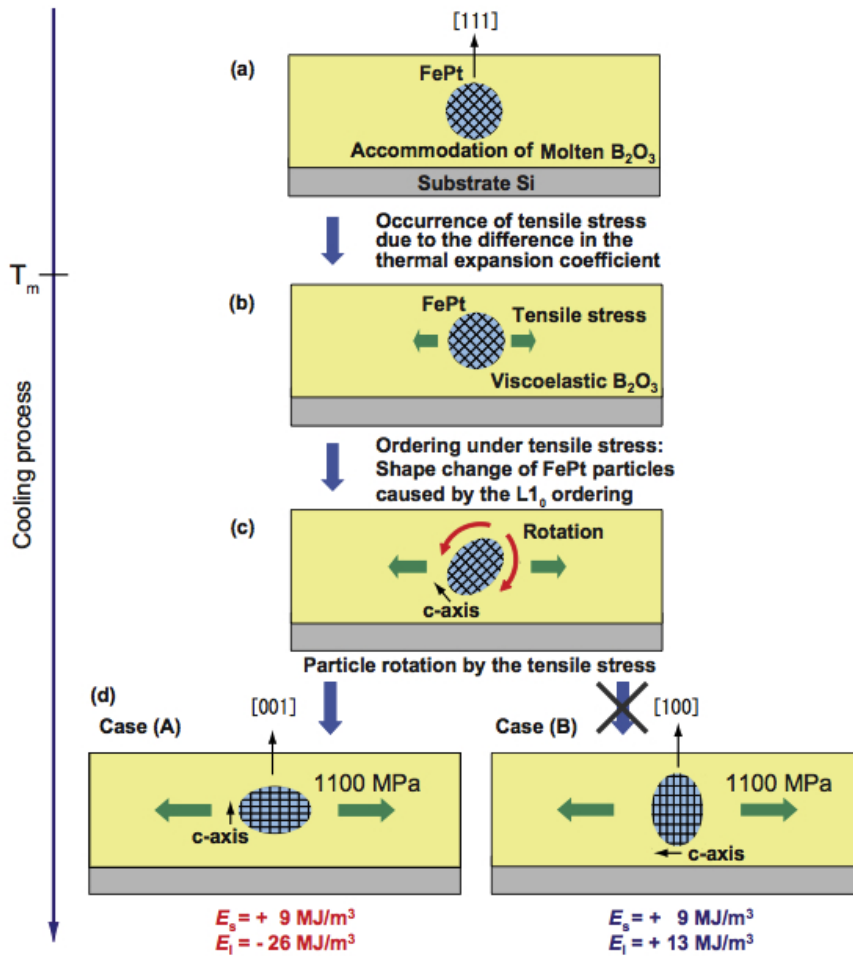 [111]
(a)
FePt
Accommodation of Molten B₂O₃
Substrate Si
Occurrence of tensile stress
due to the difference in the
thermal expansion coefficient
Tₘ
(b)
FePt
Tensile stress
Viscoelastic B₂O₃
Cooling process
Ordering under tensile stress:
Shape change of FePt particles
caused by the L1₀ ordering
(c)
Rotation
c-axis
Particle rotation by the tensile stress
(d)
Case (A)
[001]
1100 MPa
c-axis
Eₛ = + 9 MJ/m³
Eₗ = - 26 MJ/m³
Case (B)
[100]
1100 MPa
c-axis
Eₛ = + 9 MJ/m³
Eₗ = + 13 MJ/m³